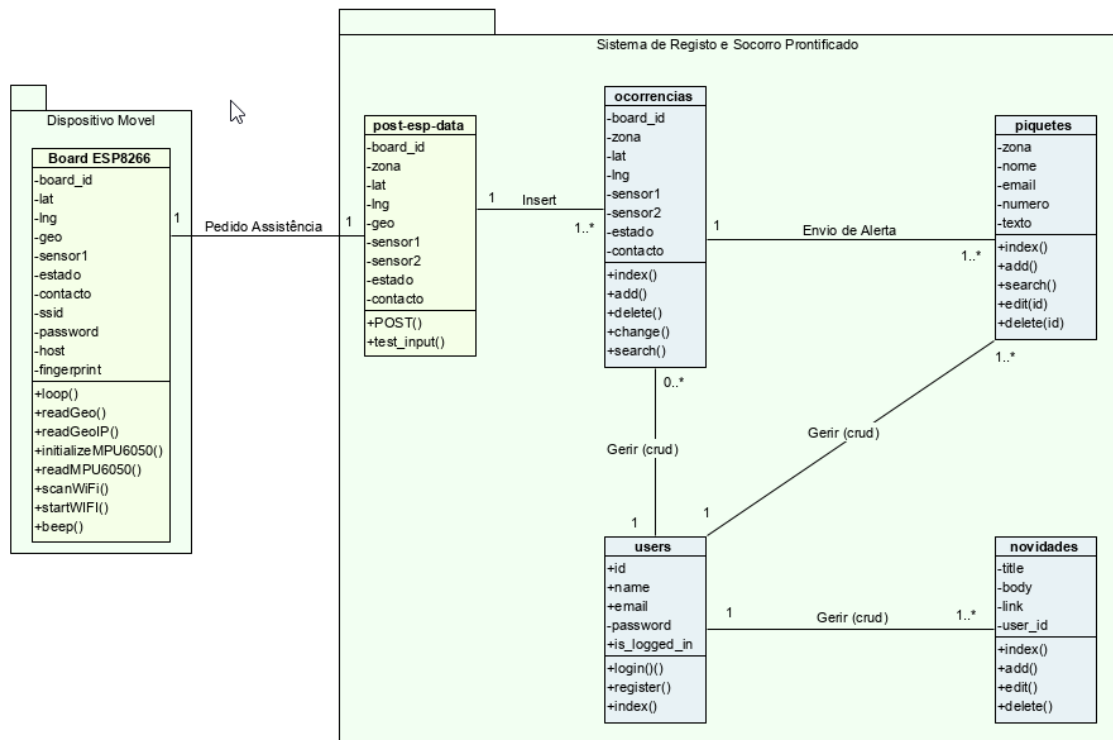 Sistema de Registo e Socorro Prontificado
Dispositivo Movel
Board ESP8266
-board_id
-lat
-lng
-geo
-sensor1
-estado
-contacto
-ssid
-password
-host
-fingerprint
+loop()
+readGeo()
+readGeoIP()
+initializeMPU6050()
+readMPU6050()
+scanWiFi()
+startWIFI()
+beep()
1
Pedido Assistência
1
post-esp-data
-board_id
-zona
-lat
-lng
-geo
-sensor1
-sensor2
-estado
-contacto
+POST()
+test_input()
1
Insert
1..*
ocorrencias
-board_id
-zona
-lat
-lng
-sensor1
-sensor2
-estado
-contacto
+index()
+add()
+delete()
+change()
+search()
1
Envio de Alerta
1..*
piquetes
-zona
-nome
-email
-numero
-texto
+index()
+add()
+search()
+edit(id)
+delete(id)
0..*
Gerir (crud)
1
1..*
Gerir (crud)
1
users
+id
+name
+email
-password
+is_logged_in
+login()()
+register()
+index()
1
Gerir (crud)
1..*
novidades
-title
-body
-link
-user_id
+index()
+add()
+edit()
+delete()